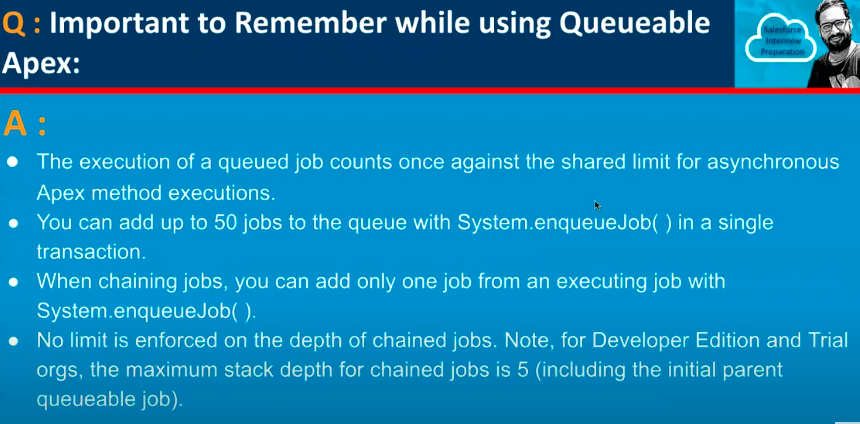 Q : Important to Remember while using Queueable
Apex:
Salesforce
Interview
Preparation
A :
● The execution of a queued job counts once against the shared limit for asynchronous
Apex method executions.
● You can add up to 50 jobs to the queue with System.enqueueJob( ) in a single
transaction.
● When chaining jobs, you can add only one job from an executing job with
System.enqueueJob( ).
● No limit is enforced on the depth of chained jobs. Note, for Developer Edition and Trial
orgs, the maximum stack depth for chained jobs is 5 (including the initial parent
queueable job).